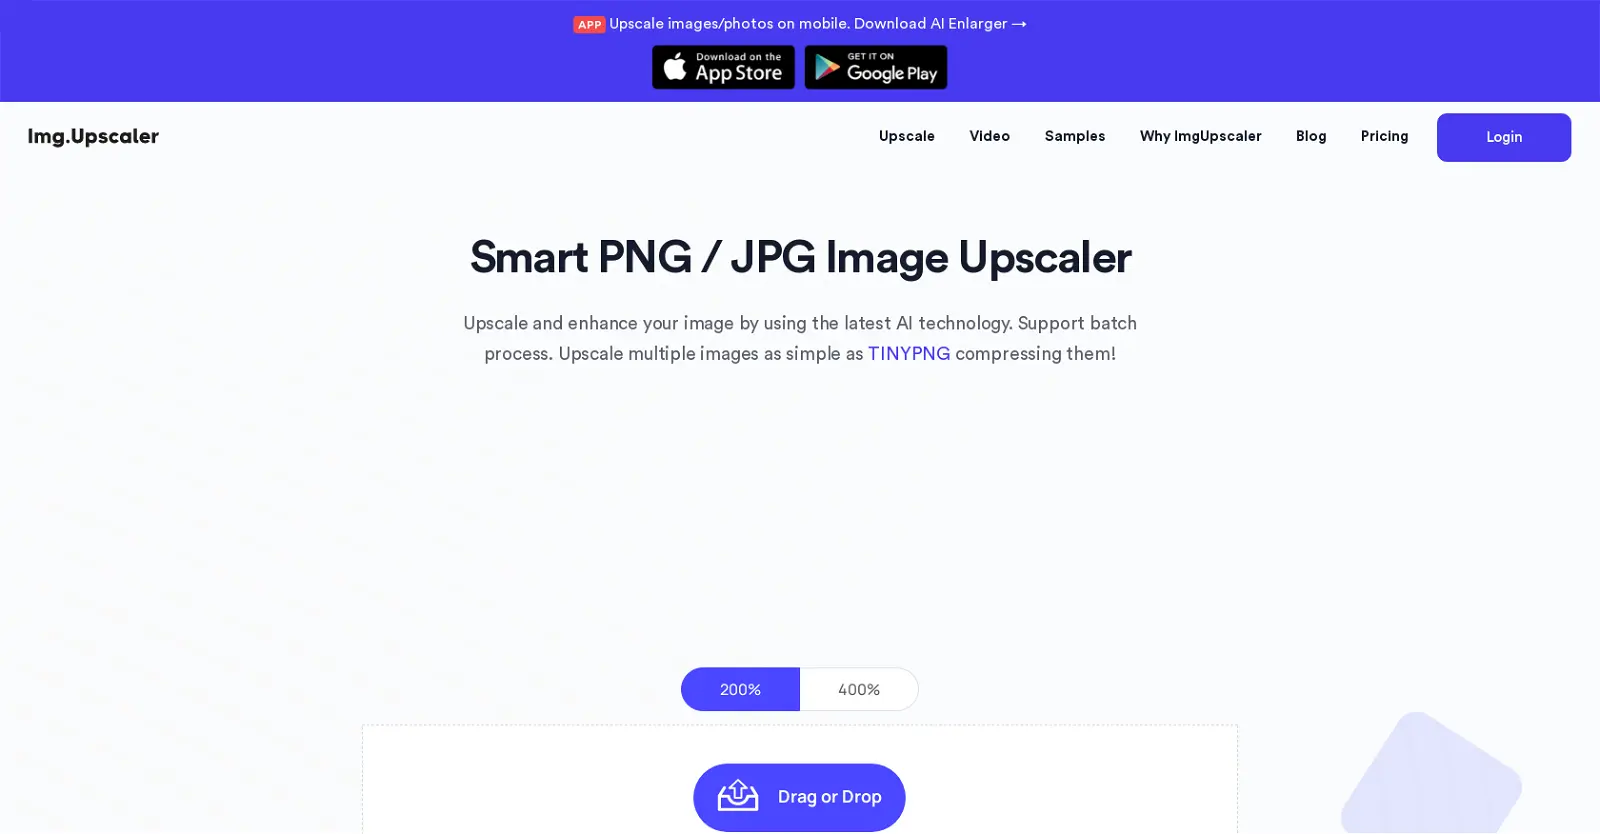 APP Upscale images/photos on mobile. Download AI Enlarger →
Download on the
App Store
GET IT ON
Google Play
Img.Upscaler
Upscale
Video
Samples
Why ImgUpscaler
Blog
Pricing
Login
Smart PNG / JPG Image Upscaler
Upscale and enhance your image by using the latest AI technology. Support batch
process. Upscale multiple images as simple as TINYPNG compressing them!
200%
400%
Drag or Drop